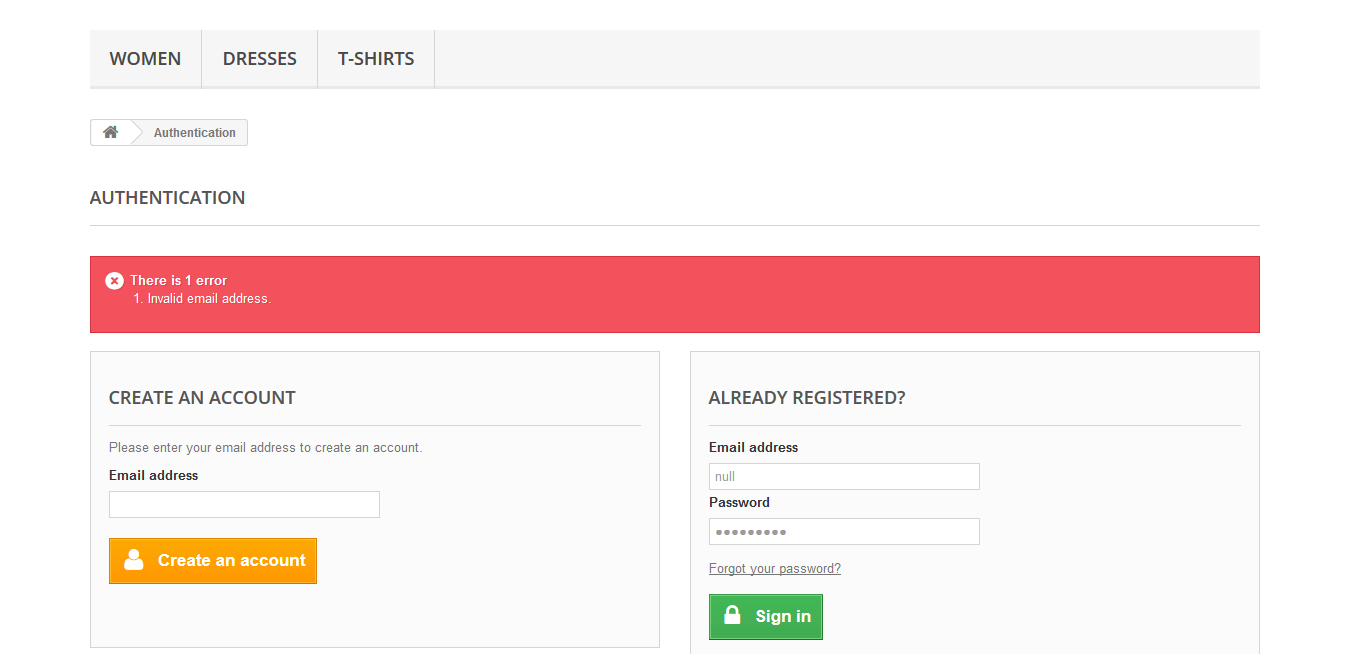 WOMEN DRESSES T-SHIRTS
Authentication
AUTHENTICATION
There is 1 error
1. Invalid email address.
CREATE AN ACCOUNT
Please enter your email address to create an account.
Email address
Create an account
ALREADY REGISTERED?
Email address
null
Password
●●●●●●●●●
Forgot your password?
Sign in